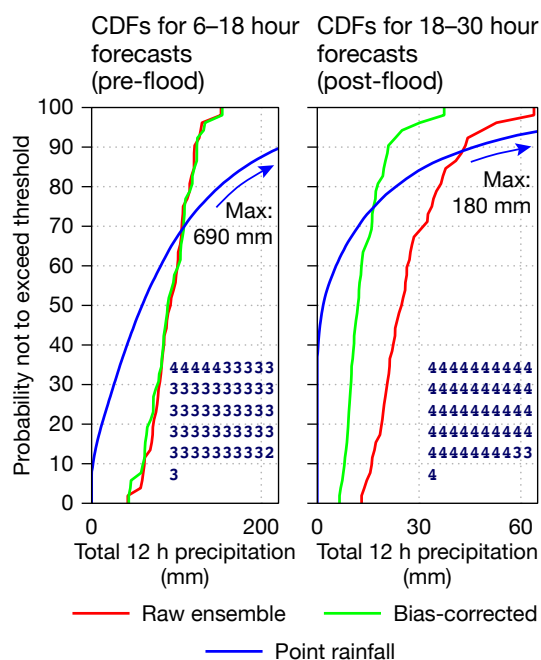 CDFs for 6–18 hour
forecasts
(pre-flood)
CDFs for 18–30 hour
forecasts
(post-flood)
Probability not to exceed threshold
100
90
80
70
60
50
40
30
20
10
0
Max:
690 mm
4444433333
3333333333
3333333333
3333333333
3333333332
3
0
200
Total 12 h precipitation
(mm)
Max:
180 mm
4444444444
4444444444
4444444444
4444444444
4444444433
4
0
30
60
Total 12 h precipitation
(mm)
Raw ensemble
Bias-corrected
Point rainfall